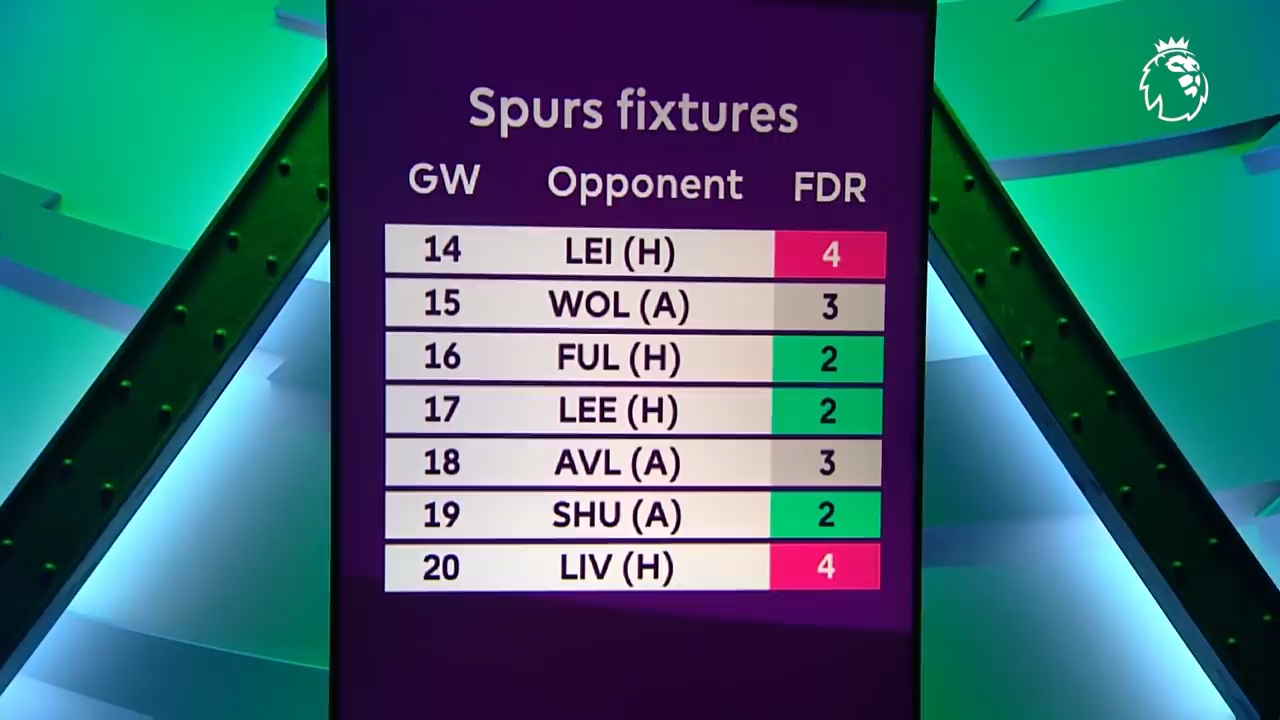 Spurs fixtures
GW Opponent FDR
14 LEI (H) 4
15 WOL (A) 3
16 FUL (H) 2
17 LEE (H) 2
18 AVL (A) 3
19 SHU (A) 2
20 LIV (H) 4